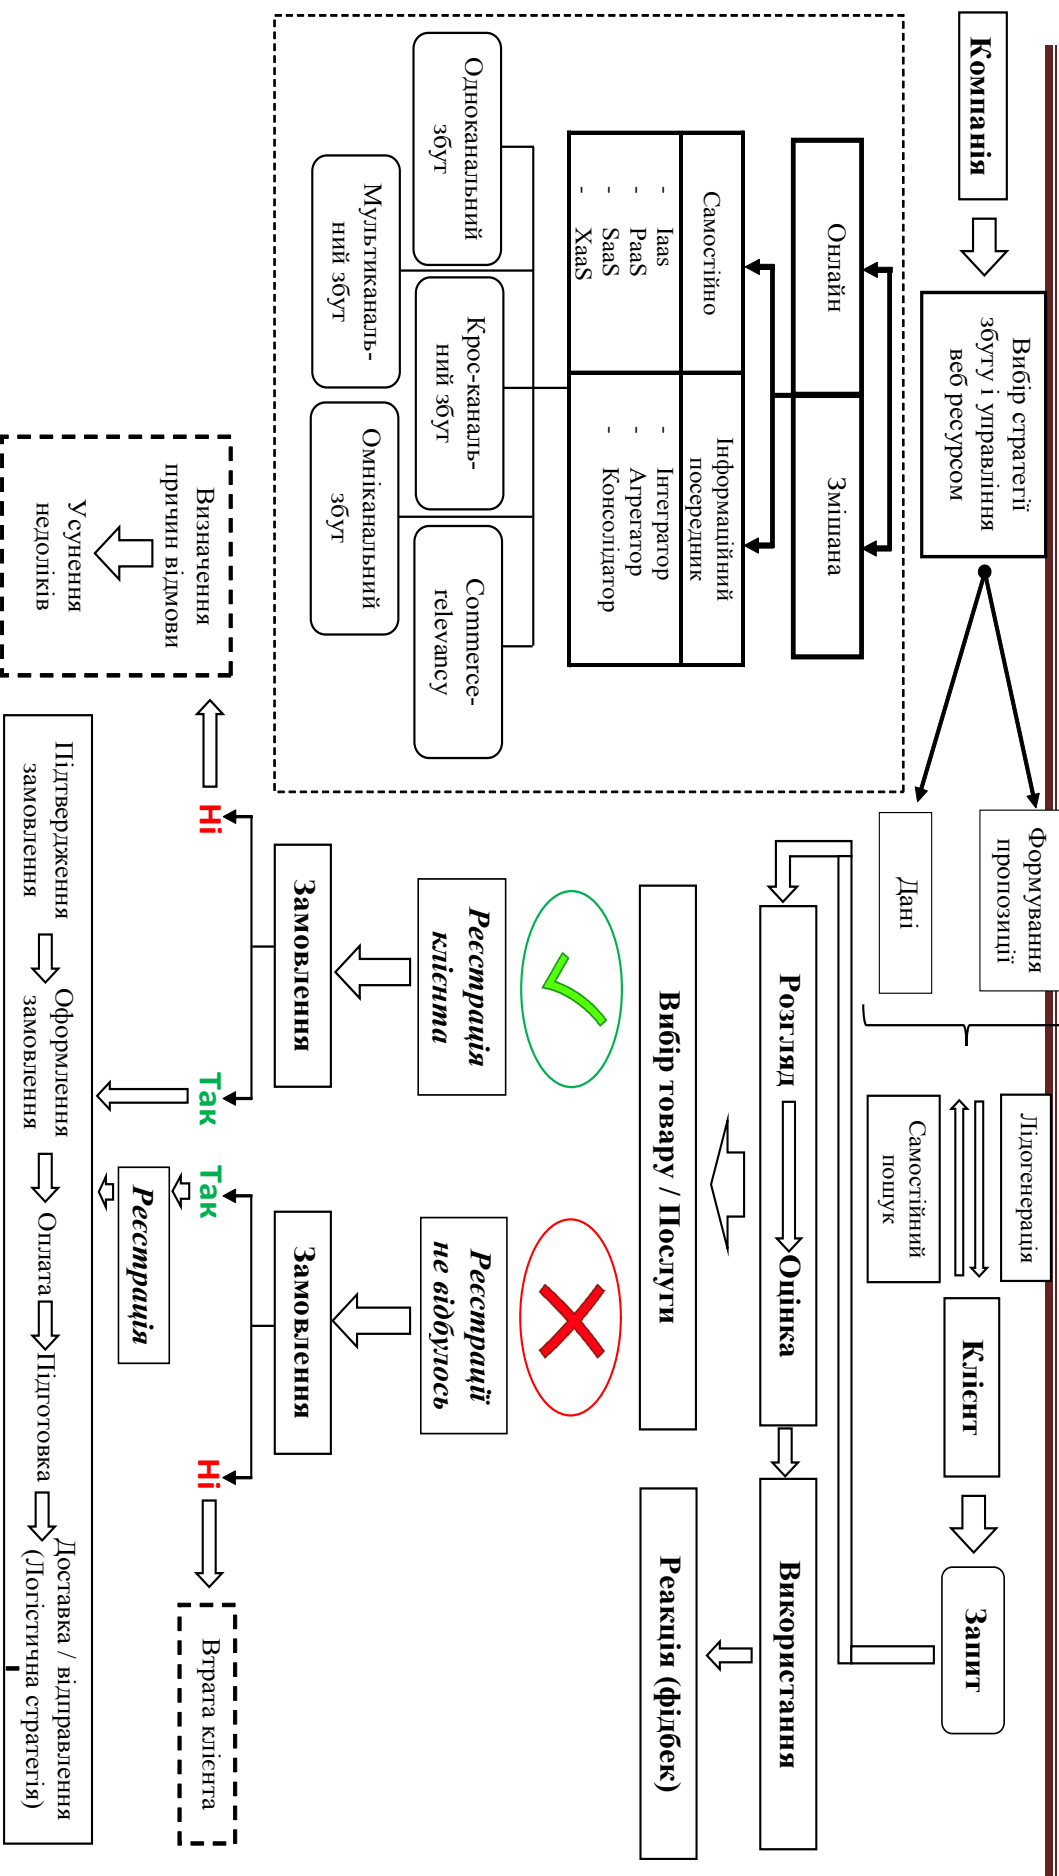 Компанія
Вибір стратегії
збуту і управління
веб ресурсом
Формування
пропозиції
Дані
Лідогенерація
Самостійний
пошук
Клієнт
Запит
Онлайн
Змішана
Самостійно
Інформаційний
посередник
- Iaas
- PaaS
- SaaS
- XaaS
- Інтегратор
- Агрегатор
- Консолідатор
Одноканальний
збут
Крос-каналь-
ний збут
Commerce-
relevancy
Мультиканаль-
ний збут
Омніканальний
збут
Розгляд
Оцінка
Використання
Вибір товару / Послуги
Реакція (фідбек)
Реєстрація
клієнта
Реєстрації
не відбулось
Замовлення
Замовлення
Ні
Так
Так
Ні
Визначення
причин відмови
Усунення
недоліків
Реєстрація
Втрата клієнта
Підтвердження
замовлення
Оформлення
замовлення
Оплата
Підготовка
Доставка / відправлення
(Логістична стратегія)